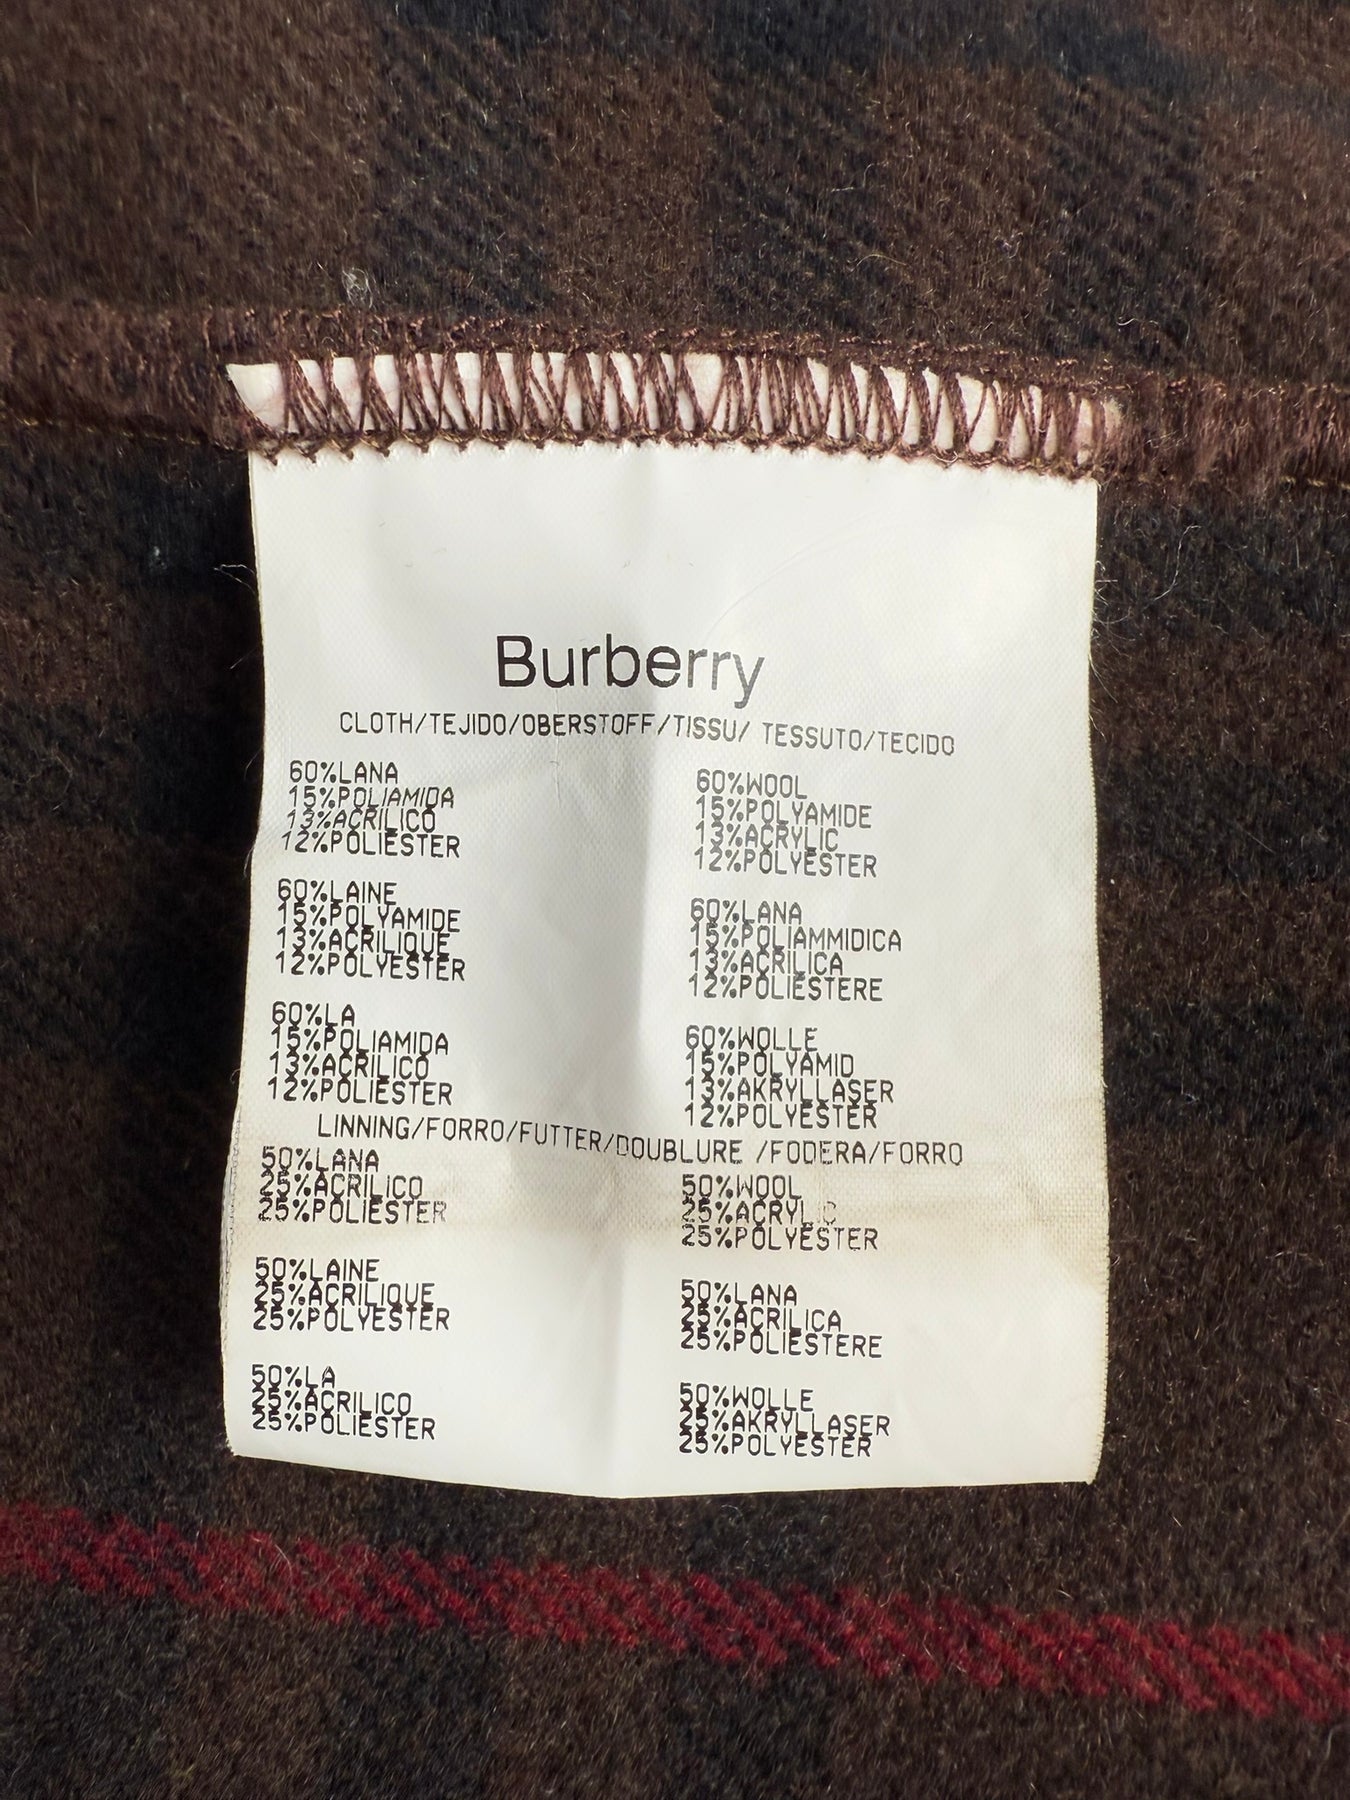 Burberry
CLOTH/TEJIDO/OBERSTOFF/TISSU/ TESSUTO/TECIDO
60%LANA
15%POLIAMIDA
13%ACRILICO
12%POLIESTER
60%LAINE
15%POLYAMIDE
13%ACRILIQUE
12%POLYESTER
60%LA
15%POLIAMIDA
13%ACRILICO
12%POLIESTER
60%WOOL
15%POLYAMIDE
13%ACRYLIC
12%POLYESTER
60%LANA
15%POLIAMMIDICA
13%ACRILICA
12%POLIESTERE
60%WOLLE
15%POLYAMID
13%AKRYLLASER
12%POLYESTER
LINNING/FORRO/FUTTER/DOUBLURE /FODERA/FORRO
50%LANA
25%ACRILICO
25%POLIESTER
50%LAINE
25%ACRILIQUE
25%POLYESTER
50%LA
25%ACRILICO
25%POLIESTER
50%WOOL
25%ACRYLIC
25%POLYESTER
50%LANA
25%ACRILICA
25%POLIESTERE
50%WOLLE
25%AKRYLLASER
25%POLYESTER